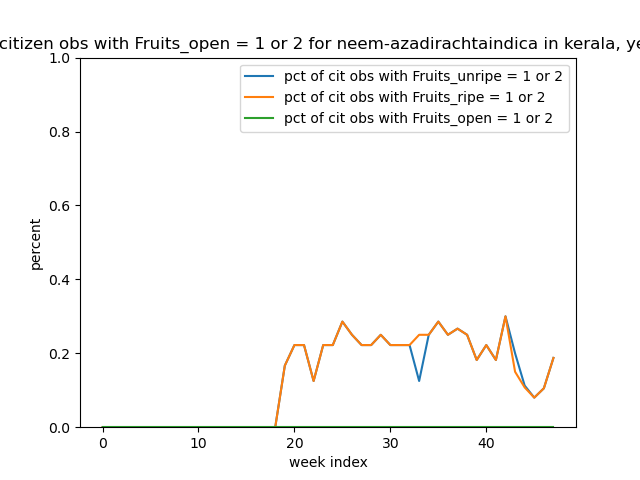 citizen obs with Fruits_open = 1 or 2 for neem-azadirachtaindica in kerala, ye
pct of cit obs with Fruits_unripe = 1 or 2
pct of cit obs with Fruits_ripe = 1 or 2
pct of cit obs with Fruits_open = 1 or 2
1.0
0.8
0.6
0.4
0.2
0.0
percent
0 10 20 30 40
week index